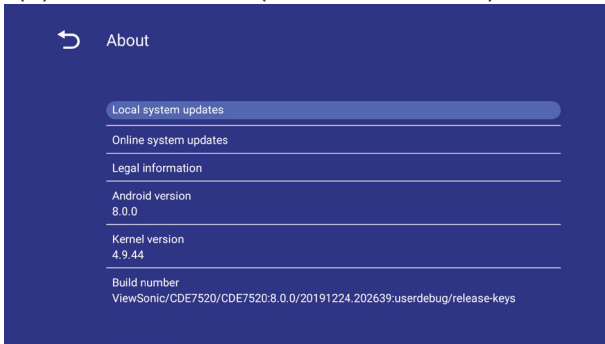 About
Local system updates
Online system updates
Legal information
Android version
8.0.0
Kernel version
4.9.44
Build number
ViewSonic/CDE7520/CDE7520:8.0.0/20191224.202639:userdebug/release-keys